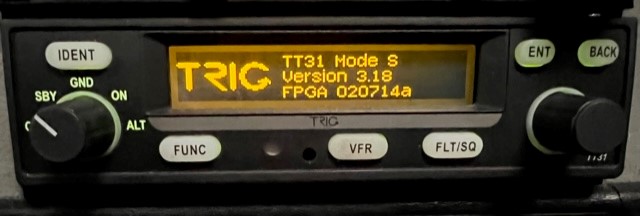 IDENT
GND
SBY
ON
ALT
TRIG
TT31 Mode S
Version 3.18
FPGA 020714a
TRIG
FUNC
VFR
FLT/SQ
ENT
BACK
TT31